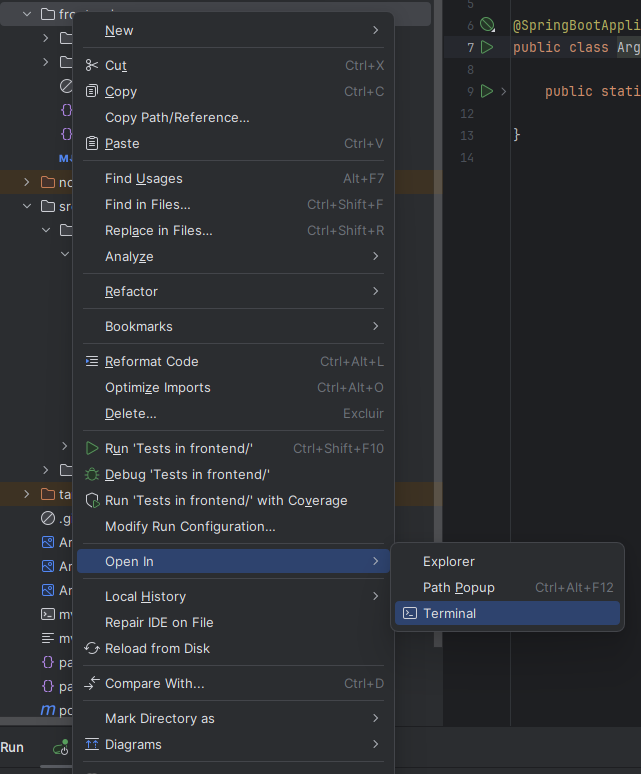 5
6 @SpringBootAppli
7 public class Arg
8
9 public stati
12
13 }
14
New
Cut Ctrl+X
Copy Ctrl+C
Copy Path/Reference...
Paste Ctrl+V
Find Usages Alt+F7
Find in Files... Ctrl+Shift+F
Replace in Files... Ctrl+Shift+R
Analyze
Refactor
Bookmarks
Reformat Code Ctrl+Alt+L
Optimize Imports Ctrl+Alt+O
Delete... Excluir
Run 'Tests in frontend/' Ctrl+Shift+F10
Debug 'Tests in frontend/'
Run 'Tests in frontend/' with Coverage
Modify Run Configuration...
Open In
Local History
Repair IDE on File
Reload from Disk
Compare With... Ctrl+D
Mark Directory as
Diagrams
Explorer
Path Popup Ctrl+Alt+F12
Terminal
no
sr
ta
.g
Ar
Ar
Ar
my
my
pa
pa
po
Run